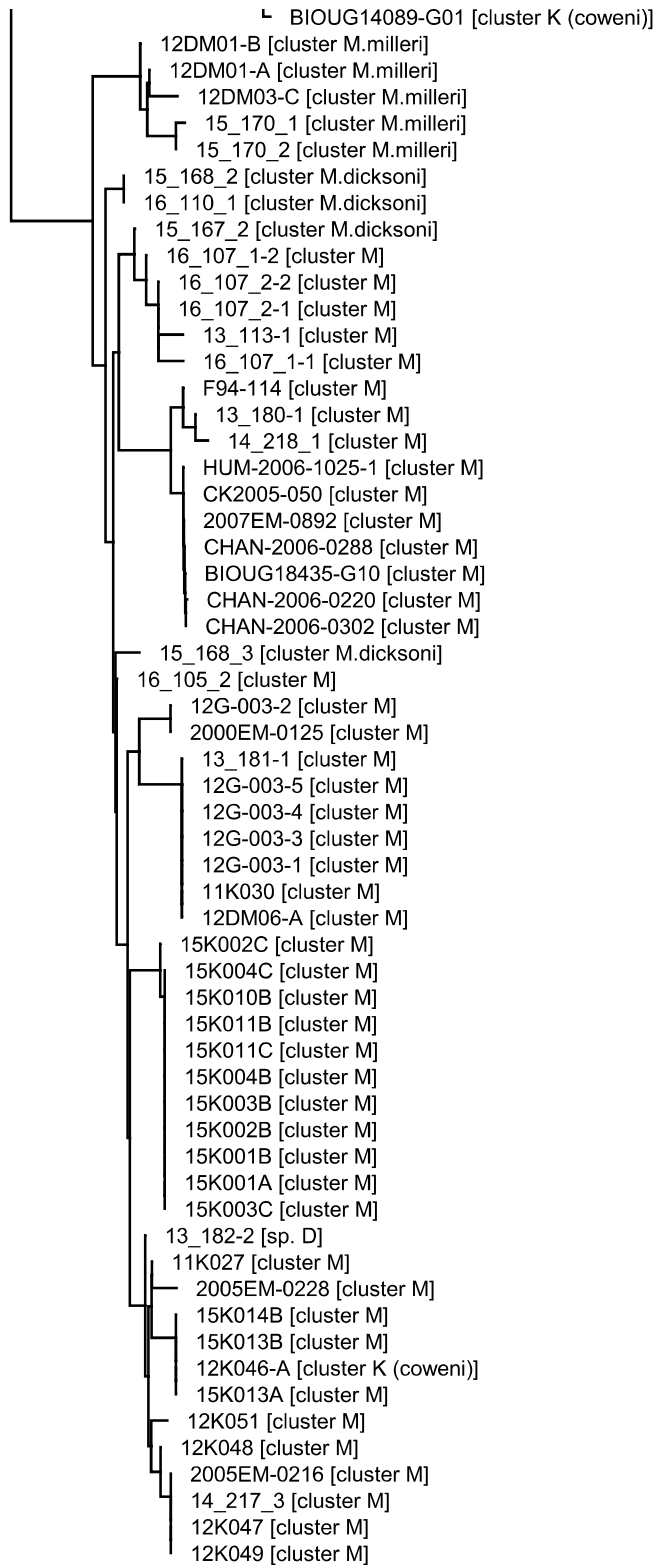 BIOUG14089-G01 [cluster K (coweni)]
12DM01-B [cluster M.milleri]
12DM01-A [cluster M.milleri]
12DM03-C [cluster M.milleri]
15_170_1 [cluster M.milleri]
15_170_2 [cluster M.milleri]
15_168_2 [cluster M.dicksoni]
16_110_1 [cluster M.dicksoni]
15_167_2 [cluster M.dicksoni]
16_107_1-2 [cluster M]
16_107_2-2 [cluster M]
16_107_2-1 [cluster M]
13_113-1 [cluster M]
16_107_1-1 [cluster M]
F94-114 [cluster M]
13_180-1 [cluster M]
14_218_1 [cluster M]
HUM-2006-1025-1 [cluster M]
CK2005-050 [cluster M]
2007EM-0892 [cluster M]
CHAN-2006-0288 [cluster M]
BIOUG18435-G10 [cluster M]
CHAN-2006-0220 [cluster M]
CHAN-2006-0302 [cluster M]
15_168_3 [cluster M.dicksoni]
16_105_2 [cluster M]
12G-003-2 [cluster M]
2000EM-0125 [cluster M]
13_181-1 [cluster M]
12G-003-5 [cluster M]
12G-003-4 [cluster M]
12G-003-3 [cluster M]
12G-003-1 [cluster M]
11K030 [cluster M]
12DM06-A [cluster M]
15K002C [cluster M]
15K004C [cluster M]
15K010B [cluster M]
15K011B [cluster M]
15K011C [cluster M]
15K004B [cluster M]
15K003B [cluster M]
15K002B [cluster M]
15K001B [cluster M]
15K001A [cluster M]
15K003C [cluster M]
13_182-2 [sp. D]
11K027 [cluster M]
2005EM-0228 [cluster M]
15K014B [cluster M]
15K013B [cluster M]
12K046-A [cluster K (coweni)]
15K013A [cluster M]
12K051 [cluster M]
12K048 [cluster M]
2005EM-0216 [cluster M]
14_217_3 [cluster M]
12K047 [cluster M]
12K049 [cluster M]